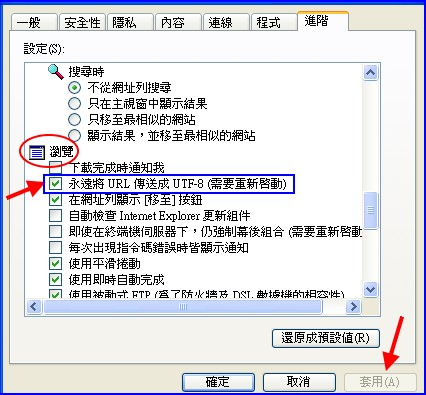 一般 安全性 隱私 內容 連線 程式 進階
設定(S):
搜尋時
不從網址列搜尋
只在主視窗中顯示結果
只移至最相似的網站
顯示結果，並移至最相似的網站
瀏覽
下載完成時通知我
永遠將 URL 傳送成 UTF-8 (需要重新啓動)
在網址列顯示 [移至] 按鈕
自動檢查 Internet Explorer 更新組件
即使在終端機伺服器下，仍強制幕後組合 (需要重新啓動
每次出現指令碼錯誤時皆顯示通知
使用平滑捲動
使用即時自動完成
使用被動式 FTP (為了防火牆及 DSL 數據機的相容性)
還原成預設值(R)
確定 取消 套用(A)